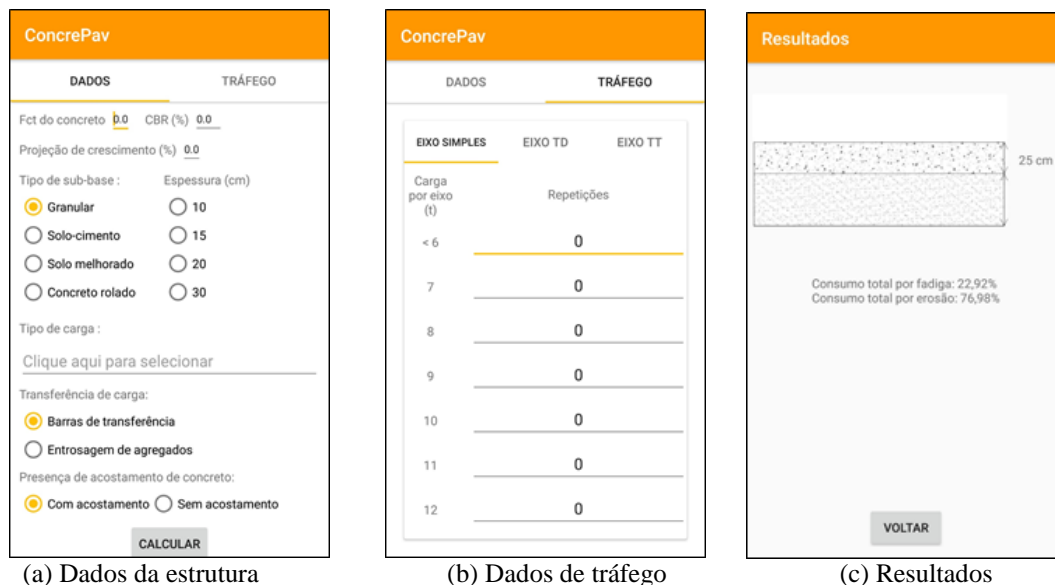 ConcrePav
DADOS TRÁFEGO
Fct do concreto 0.0 CBR (%) 0.0
Projeção de crescimento (%) 0.0
Tipo de sub-base : Espessura (cm)
Granular 10
Solo-cimento 15
Solo melhorado 20
Concreto rolado 30
Tipo de carga :
Clique aqui para selecionar
Transferência de carga:
Barras de transferência
Entrosagem de agregados
Presença de acostamento de concreto:
Com acostamento Sem acostamento
CALCULAR
(a) Dados da estrutura
ConcrePav
DADOS TRÁFEGO
EIXO SIMPLES EIXO TD EIXO TT
Carga
por eixo Repetições
(t)
< 6 0
7 0
8 0
9 0
10 0
11 0
12 0
(b) Dados de tráfego
Resultados
25 cm
Consumo total por fadiga: 22,92%
Consumo total por erosão: 76,98%
VOLTAR
(c) Resultados